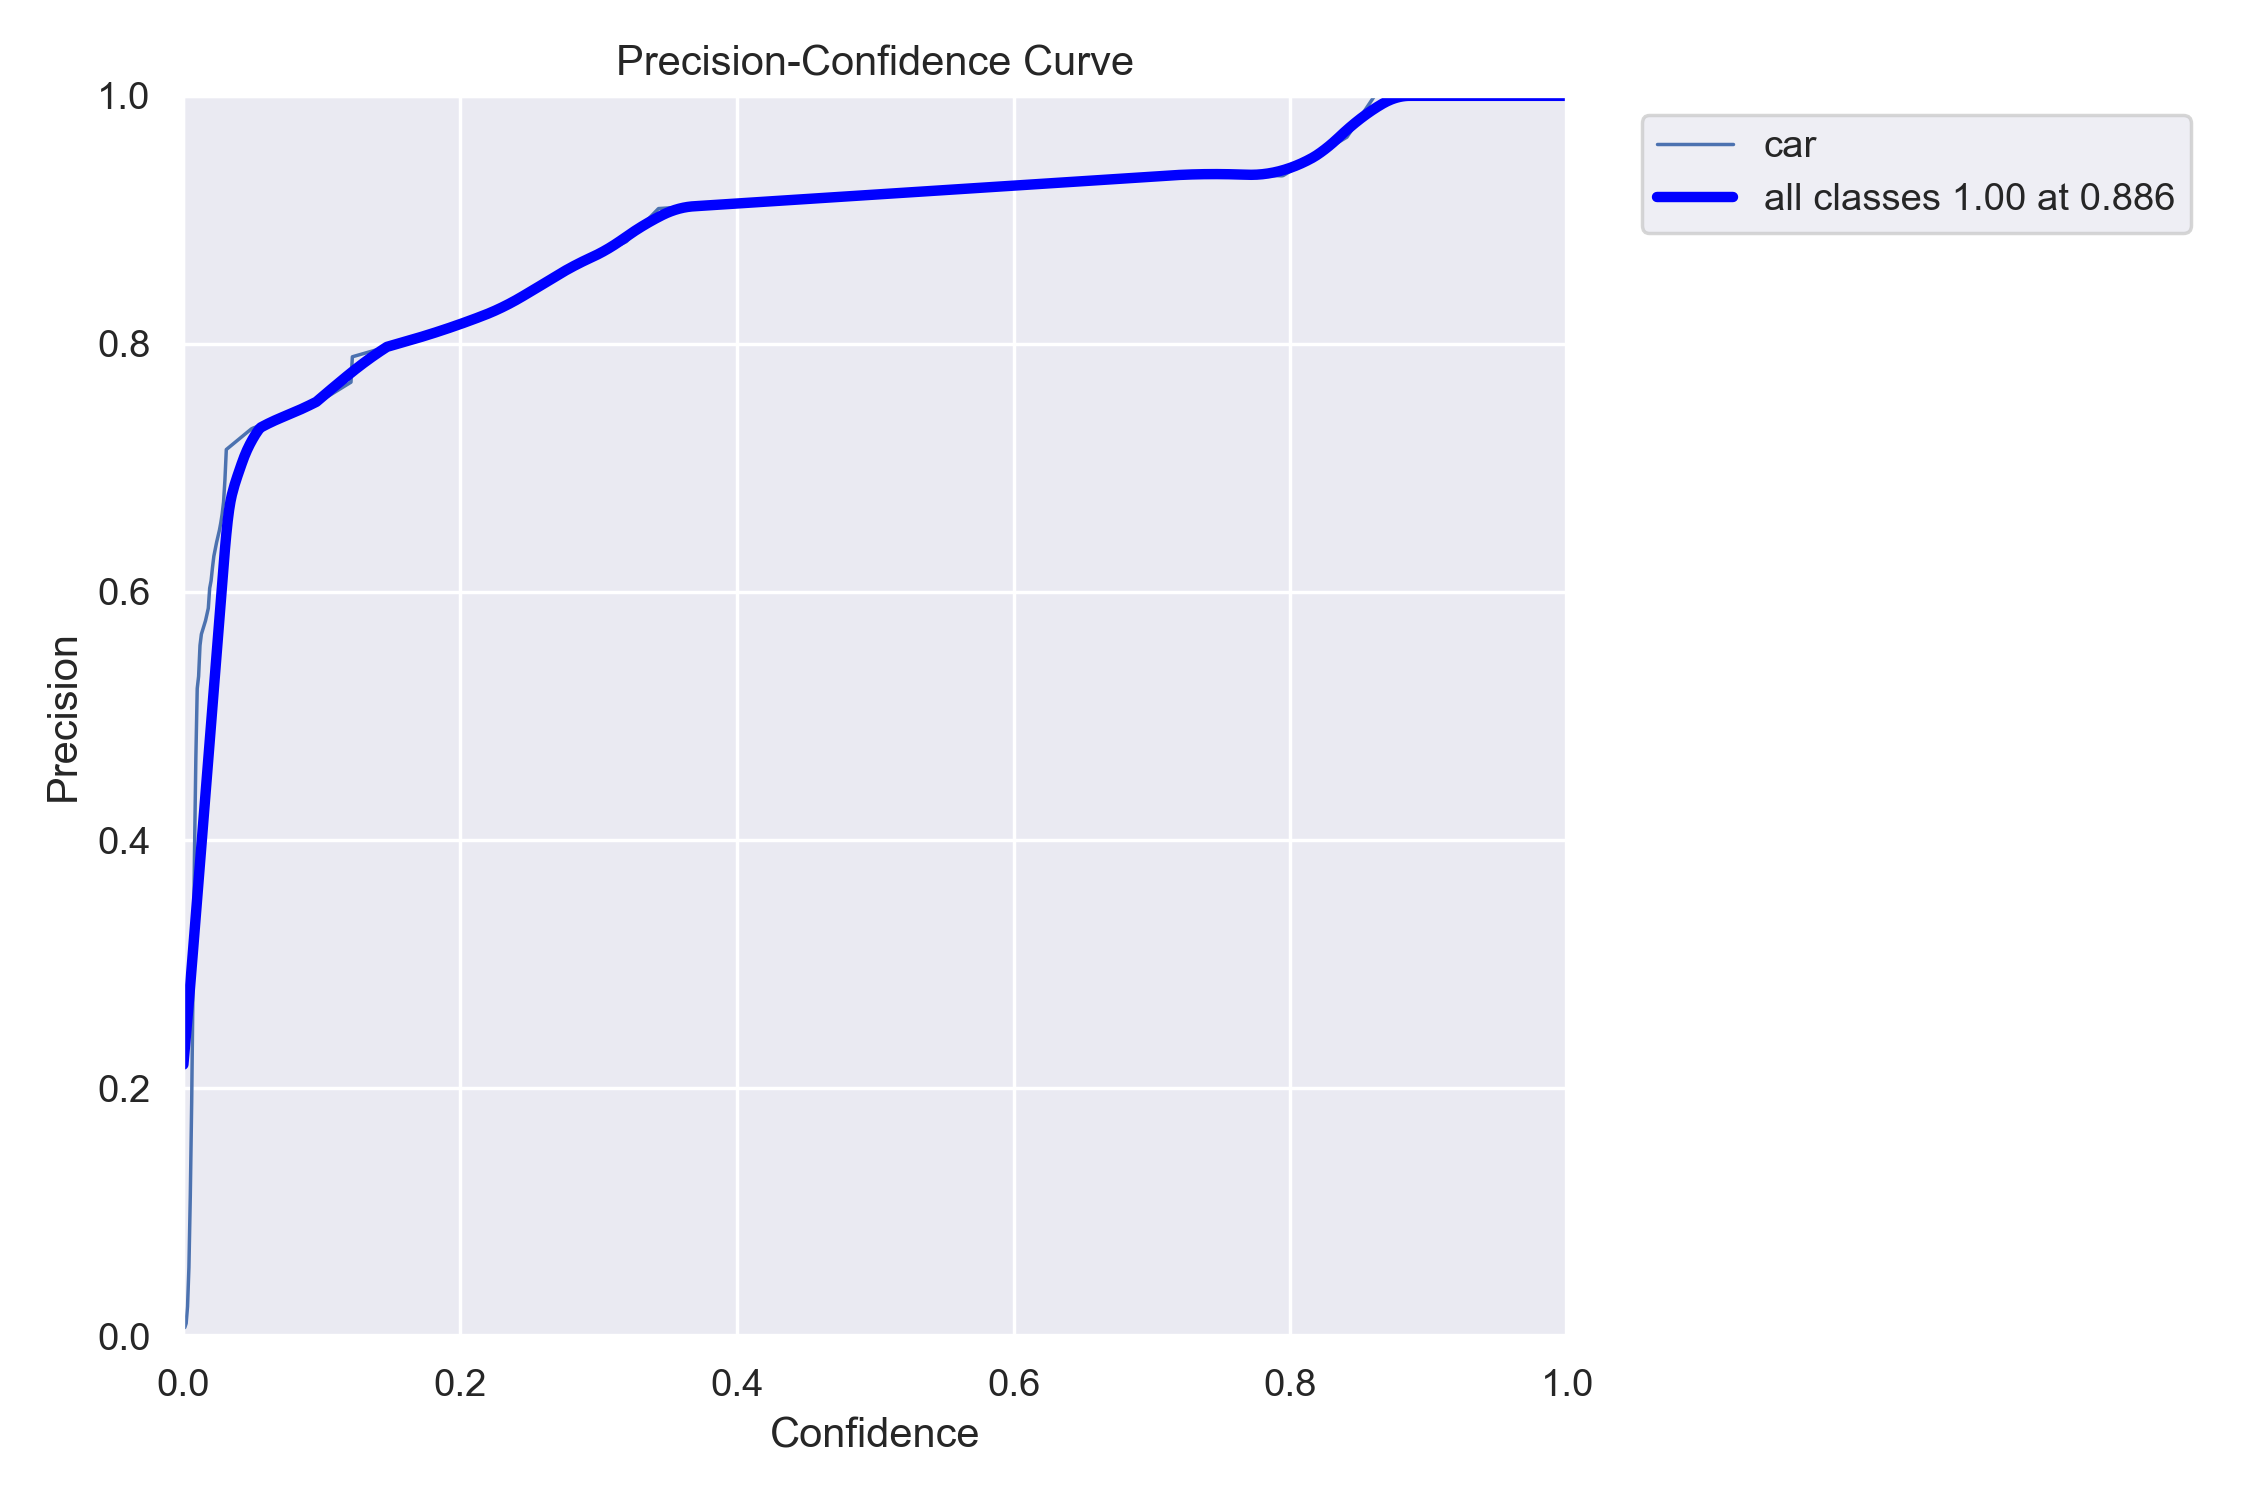 Precision-Confidence Curve
1.0
0.8
0.6
0.4
0.2
0.0
Precision
0.0 0.2 0.4 0.6 0.8 1.0
Confidence
car
all classes 1.00 at 0.886